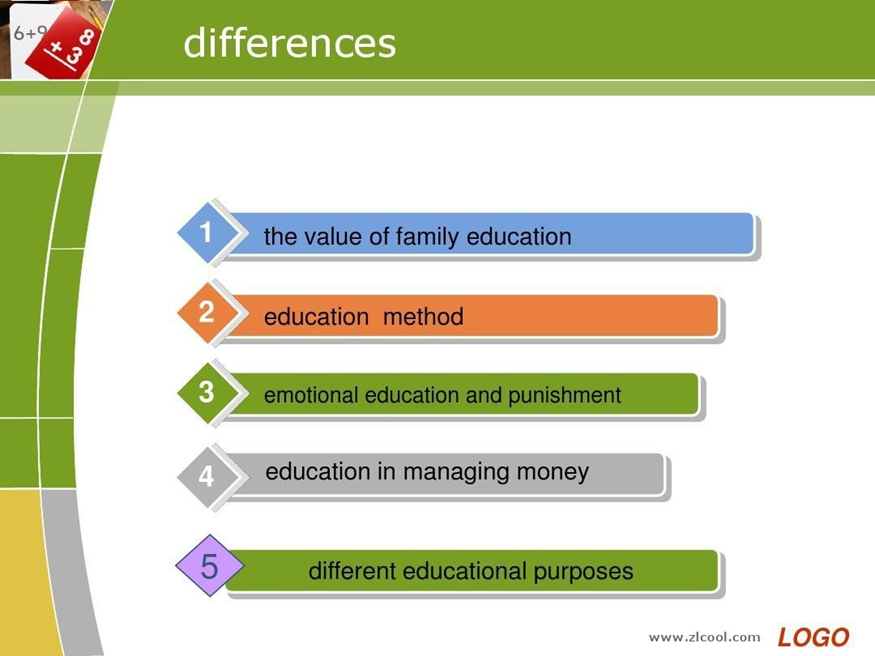 6+9
8
+
3
differences
1 the value of family education
2 education  method
3 emotional education and punishment
4 education in managing money
5 different educational purposes
www.zlcool.com LOGO